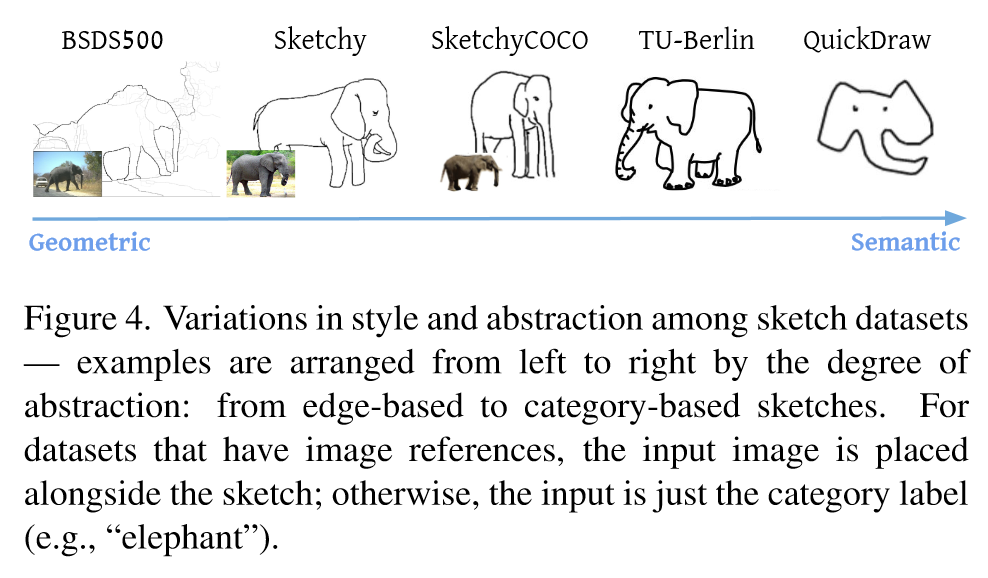 BSDS500 Sketchy SketchyCOCO TU-Berlin QuickDraw
Geometric Semantic
Figure 4. Variations in style and abstraction among sketch datasets
— examples are arranged from left to right by the degree of
abstraction: from edge-based to category-based sketches. For
datasets that have image references, the input image is placed
alongside the sketch; otherwise, the input is just the category label
(e.g., “elephant”).